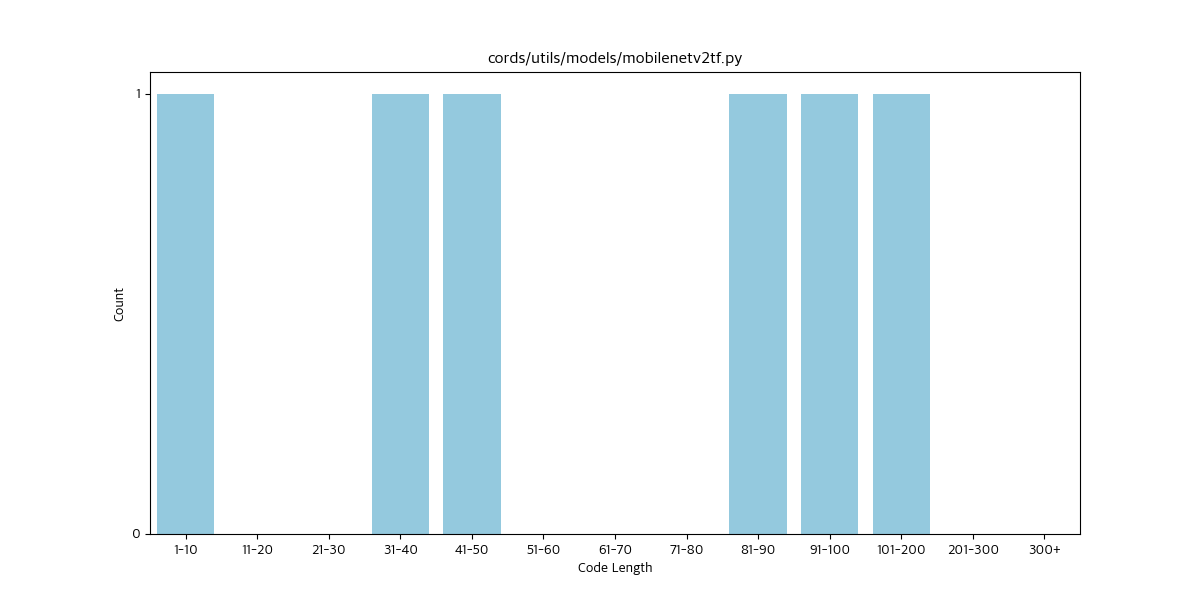 cords/utils/models/mobilenetv2tf.py
Count
1
0
1-10 11-20 21-30 31-40 41-50 51-60 61-70 71-80 81-90 91-100 101-200 201-300 300+
Code Length